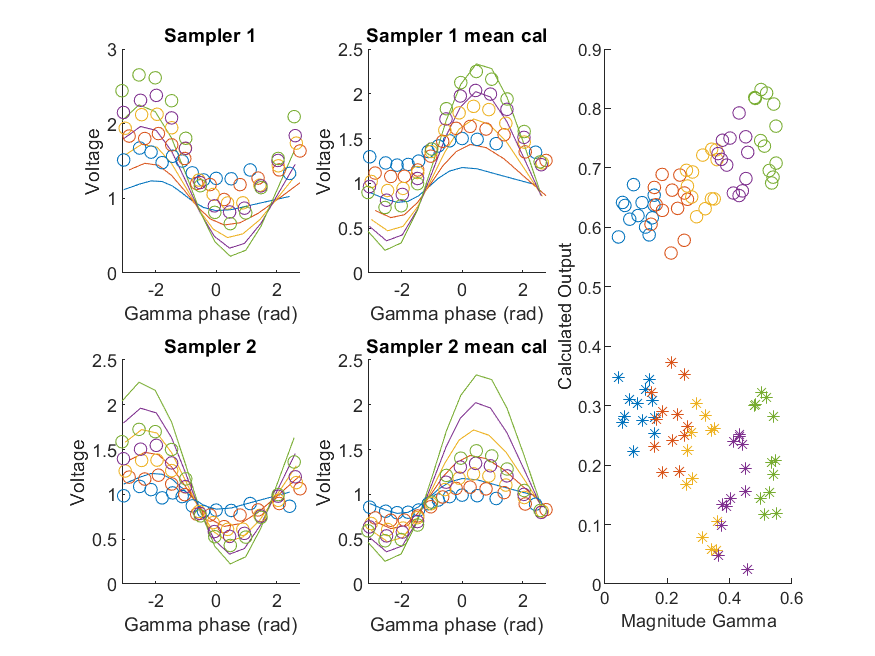 Sampler 1
3
2
1
0
Voltage
-2 0 2
Gamma phase (rad)
Sampler 1 mean cal
2.5
2
1.5
1
0.5
0
Voltage
-2 0 2
Gamma phase (rad)
Sampler 2
2.5
2
1.5
1
0.5
0
Voltage
-2 0 2
Gamma phase (rad)
Sampler 2 mean cal
2.5
2
1.5
1
0.5
0
Voltage
-2 0 2
Gamma phase (rad)
0.9
0.8
0.7
0.6
0.5
0.4
0.3
0.2
0.1
0
Calculated Output
0 0.2 0.4 0.6
Magnitude Gamma